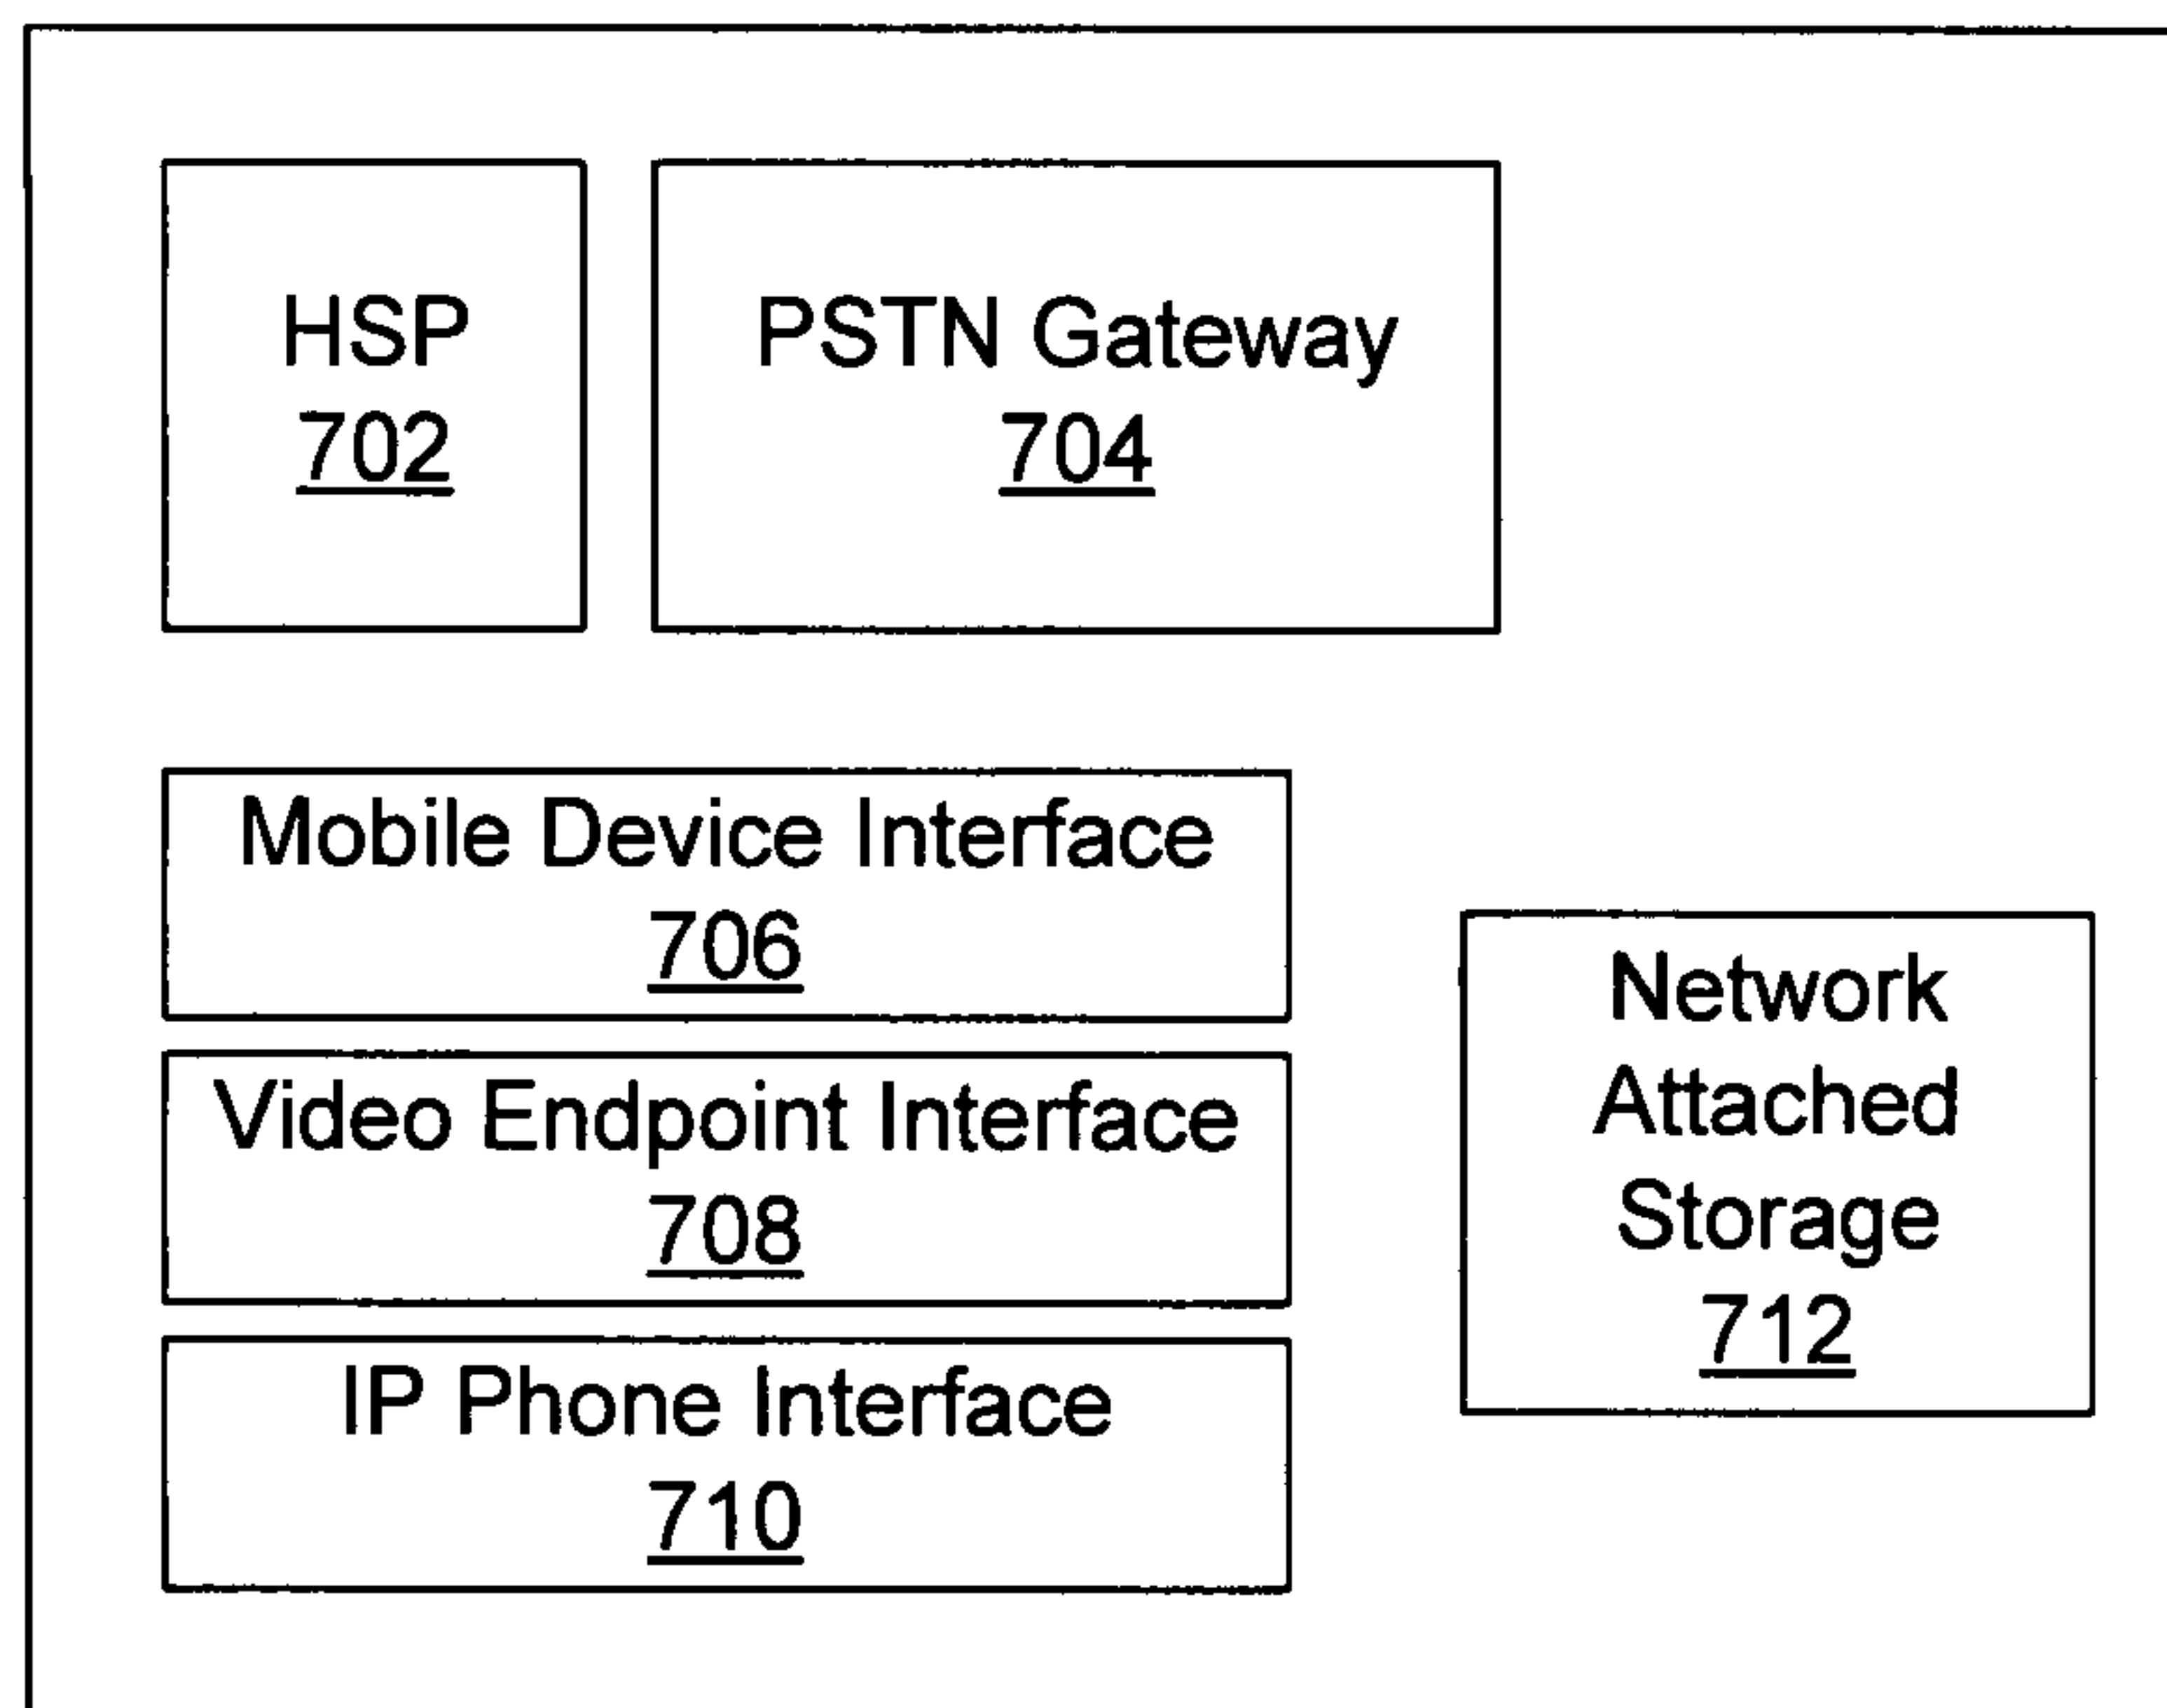 HSP
702
PSTN Gateway
704
Mobile Device Interface
706
Video Endpoint Interface
708
IP Phone Interface
710
Network
Attached
Storage
712